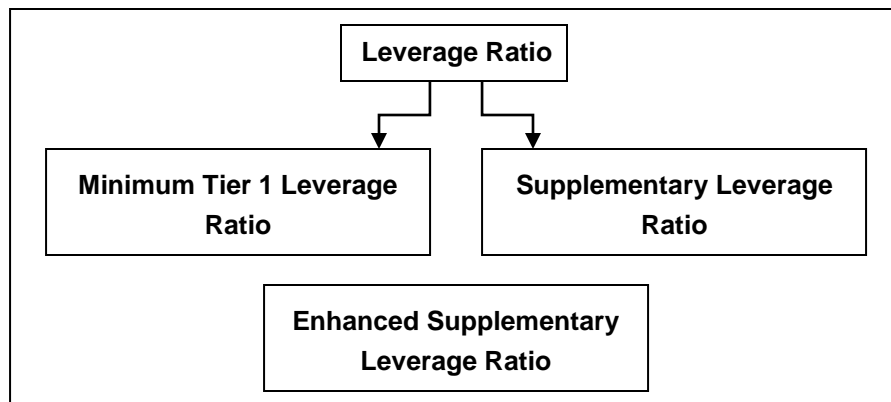 Leverage Ratio
Minimum Tier 1 Leverage
Ratio
Supplementary Leverage
Ratio
Enhanced Supplementary
Leverage Ratio